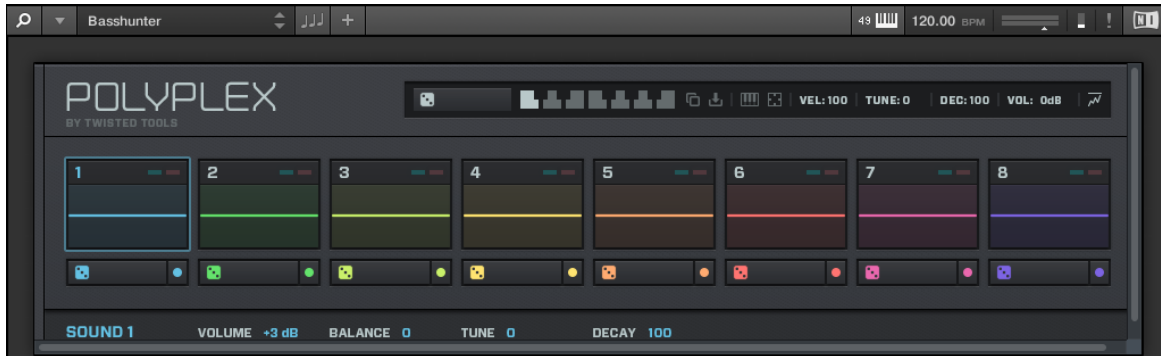 Basshunter
49
120.00 BPM
POLYPLEX
BY TWISTED TOOLS
VEL: 100 TUNE: 0 DEC: 100 VOL: 0dB
1 2 3 4 5 6 7 8
SOUND 1 VOLUME +3 dB BALANCE 0 TUNE 0 DECAY 100